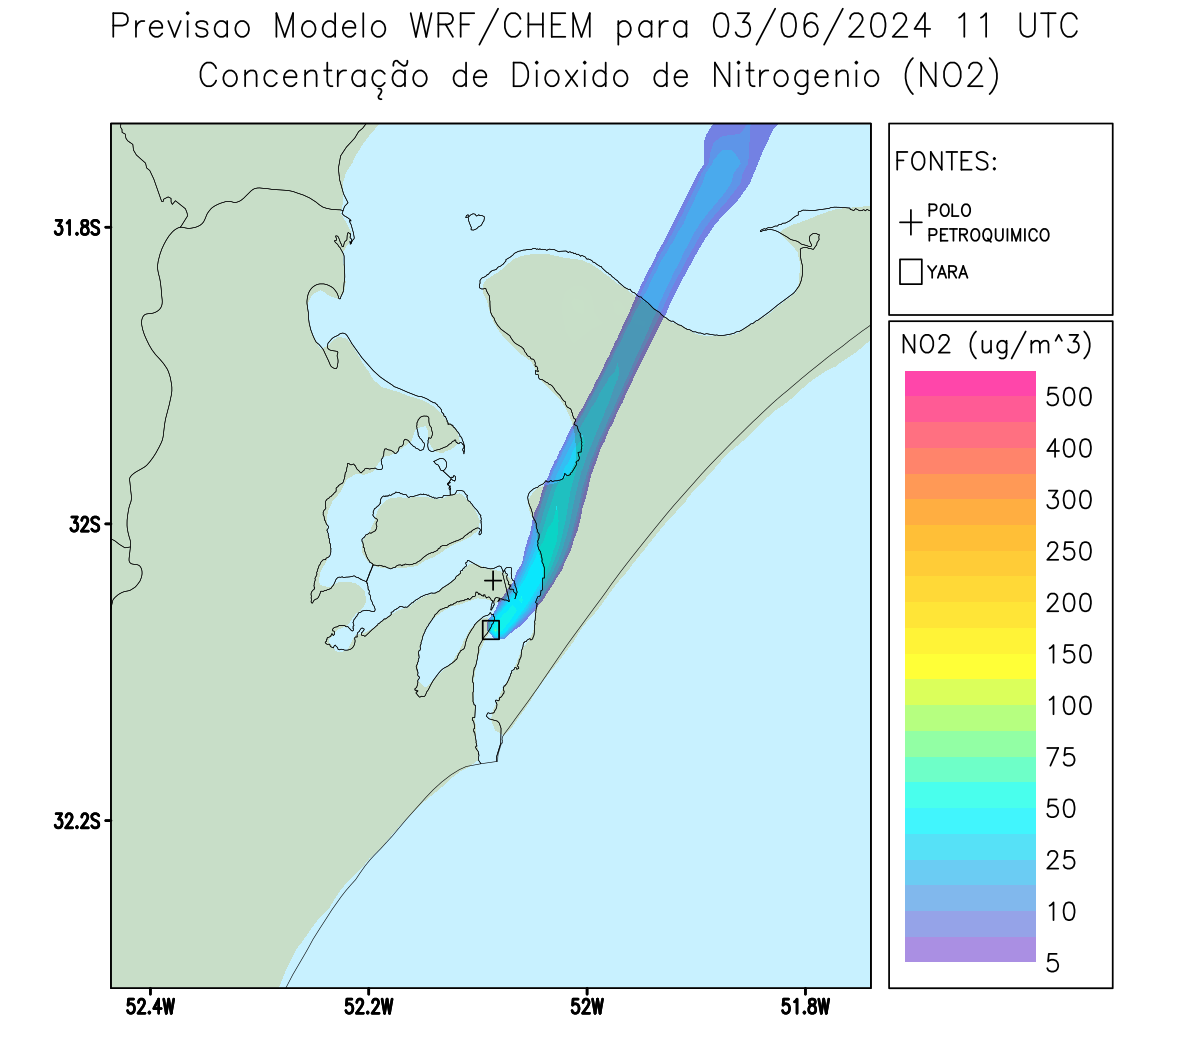 Previsao Modelo WRF/CHEM para 03/06/2024 11 UTC
Concentração de Dioxido de Nitrogenio (NO2)
FONTES:
POLO
PETROQUIMICO
YARA
NO2 (ug/m^3)
500
400
300
250
200
150
100
75
50
25
10
5
31.8S
32S
32.2S
52.4W
52.2W
52W
51.8W